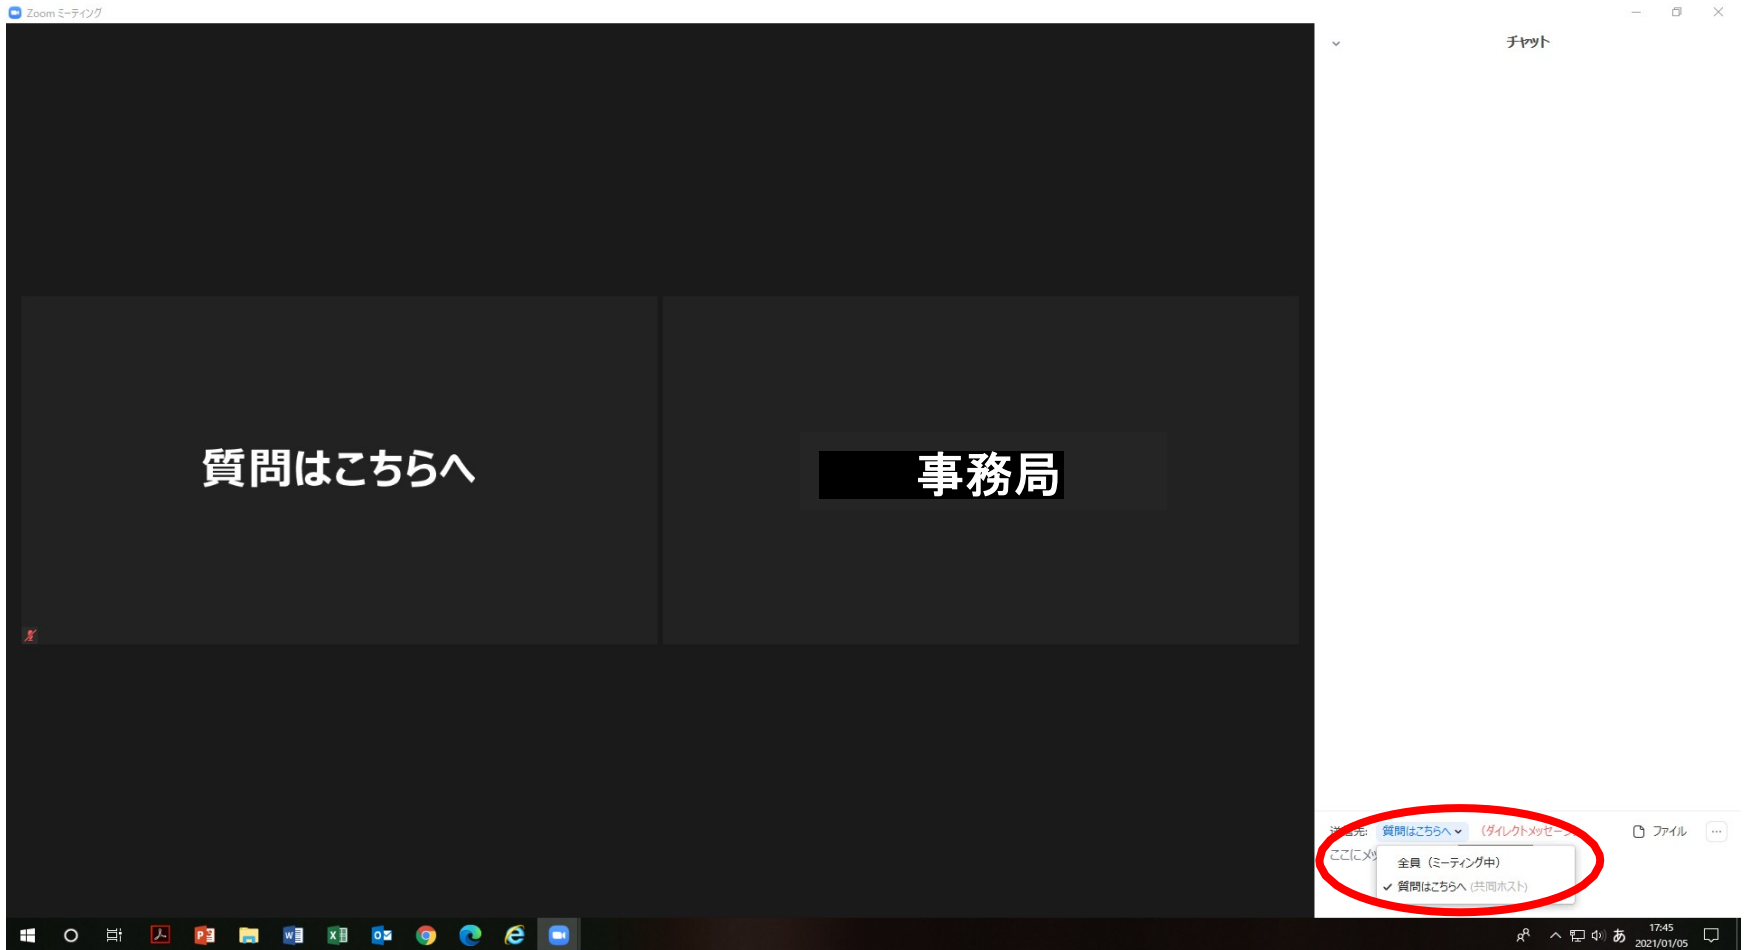 Zoom ミーティング
チャット
質問はこちらへ
事務局
質問はこちらへ
(ダイレクトメッセージ
ファイル
全員 (ミーティング中)
質問はこちらへ (共同ホスト)
あ
17:45
2021/01/05